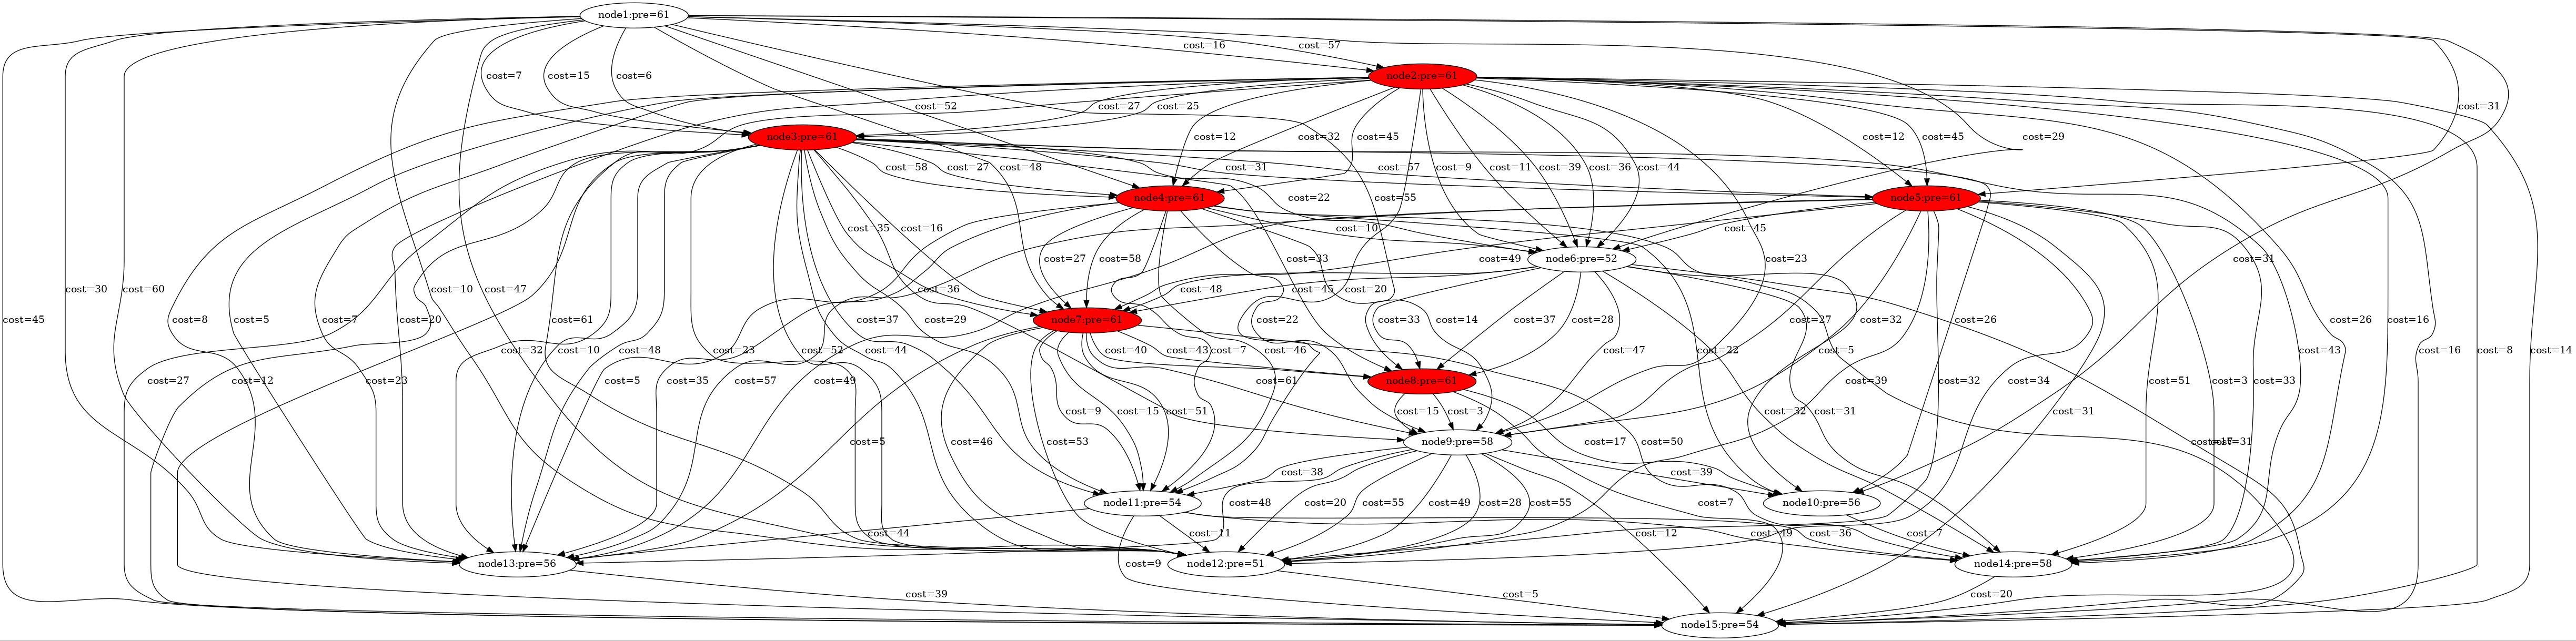 node1:pre=61
cost=16 cost=57
cost=7 cost=15 cost=6 node2:pre=61
cost=52 cost=27 cost=25 cost=31
node3:pre=61 cost=12 cost=32 cost=45 cost=12 cost=45 cost=29
cost=58 cost=27 cost=48 cost=31 cost=57 cost=9 cost=11 cost=39 cost=36 cost=44
node4:pre=61 cost=22 cost=55 node5:pre=61
cost=35 cost=16 cost=10 cost=45
cost=27 cost=58 cost=33 cost=49 node6:pre=52 cost=23 cost=31
cost=45 cost=30 cost=60 cost=10 cost=47 cost=36 cost=48 cost=45 cost=20
cost=8 cost=5 cost=7 cost=20 cost=61 cost=37 cost=29 node7:pre=61 cost=22 cost=33 cost=14 cost=37 cost=28 cost=27 cost=32 cost=26 cost=26 cost=16
cost=32 cost=10 cost=48 cost=23 cost=52 cost=44 cost=40 cost=43 cost=7 cost=46 cost=47 cost=22 cost=5 cost=43 cost=16 cost=8 cost=14
cost=27 cost=12 cost=23 cost=5 cost=35 cost=57 cost=49 cost=61 node8:pre=61 cost=39 cost=32 cost=34 cost=51 cost=3 cost=33
cost=9 cost=15 cost=51 cost=15 cost=3 cost=32 cost=31 cost=31
cost=5 cost=46 cost=53 node9:pre=58 cost=17 cost=50 cost=17 cost=31
cost=38 cost=39
node11:pre=54 cost=48 cost=20 cost=55 cost=49 cost=28 cost=55 cost=7 node10:pre=56
cost=44 cost=11 cost=12 cost=49 cost=36 cost=7
node13:pre=56 cost=9 node12:pre=51 node14:pre=58
cost=39 cost=5 cost=20
node15:pre=54